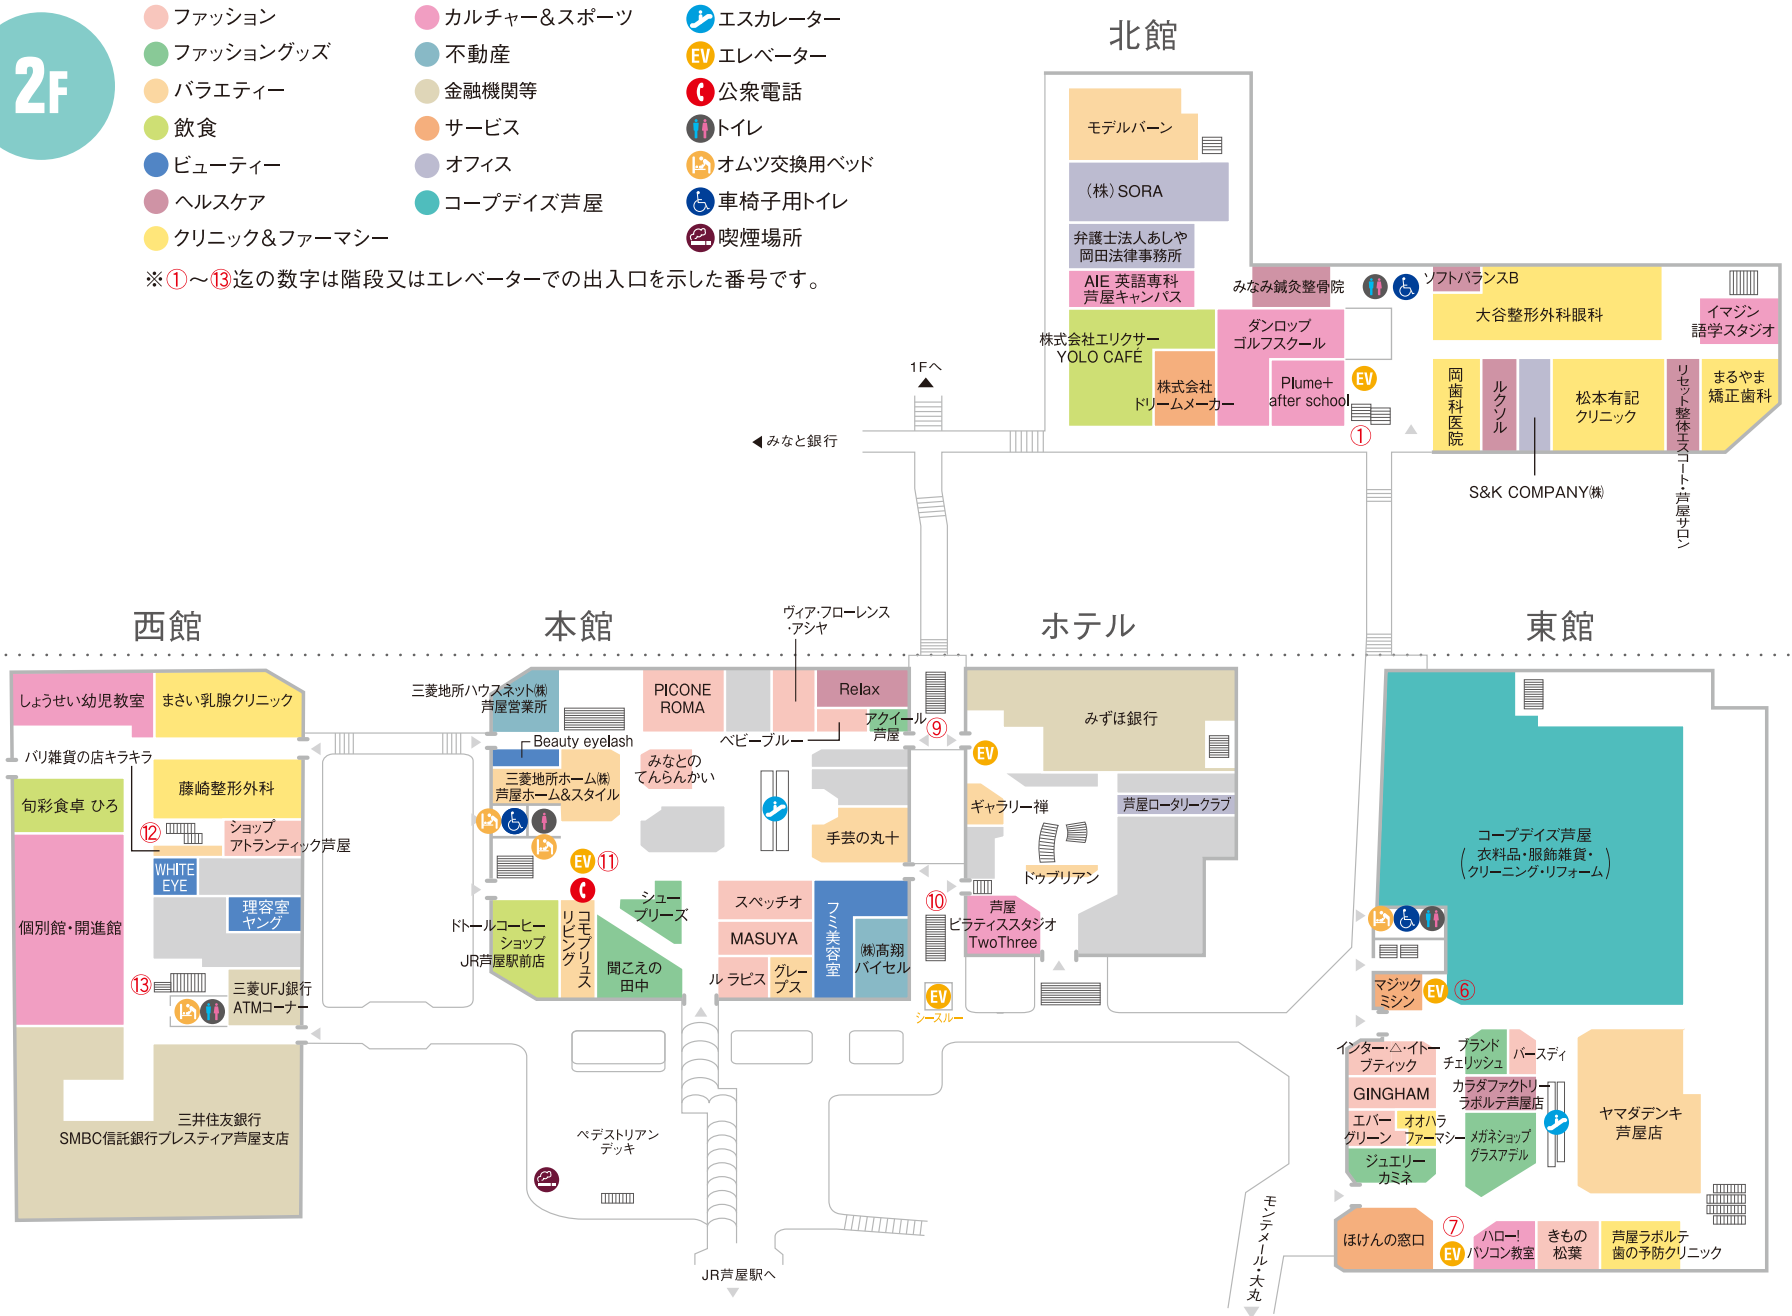 2F
ファッション
ファッショングッズ
バラエティー
飲食
ビューティー
ヘルスケア
クリニック&ファーマシー
カルチャー&スポーツ
不動産
金融機関等
サービス
オフィス
コープデイズ芦屋
エスカレーター
EV エレベーター
公衆電話
トイレ
オムツ交換用ベッド
車椅子用トイレ
喫煙場所
※①〜⑬迄の数字は階段又はエレベーターでの出入口を示した番号です。
北館
モデルバーン
(株)SORA
弁護士法人あしや
岡田法律事務所
AIE 英語専科
芦屋キャンパス
みなみ鍼灸整骨院
株式会社エリクサー
YOLO CAFÉ
株式会社
ドリームメーカー
ダンロップ
ゴルフスクール
Plume+
after school
EV
①
ソフトバランスB
大谷整形外科眼科
イマジン
語学スタジオ
岡歯科医院
ルクソル
S&K COMPANY㈱
松本有記
クリニック
リセット整体エスコート・芦屋サロン
まるやま
矯正歯科
1Fへ
みなと銀行
西館
しょうせい幼児教室
まさい乳腺クリニック
バリ雑貨の店キラキラ
旬彩食卓 ひろ
藤崎整形外科
⑫
ショップ
アトランティック芦屋
WHITE
EYE
理容室
ヤング
個別館・開進館
⑬
三菱UFJ銀行
ATMコーナー
三井住友銀行
SMBC信託銀行プレスティア芦屋支店
本館
三菱地所ハウスネット㈱
芦屋営業所
PICONE
ROMA
ヴィア・フローレンス
・アシヤ
Relax
ベビーブルー
アクイール
芦屋
Beauty eyelash
三菱地所ホーム㈱
芦屋ホーム&スタイル
みなとの
てんらんかい
手芸の丸十
EV
⑪
ドトールコーヒー
ショップ
JR芦屋駅前店
コモプリュス
リビング
シュー
プリーズ
聞こえの
田中
スペッチオ
MASUYA
ル ラピス
グレー
プス
フミ美容室
㈱髙翔
バイセル
⑨
⑩
EV
シースルー
ホテル
みずほ銀行
EV
ギャラリー禅
芦屋ロータリークラブ
ドゥブリアン
芦屋
ピラティススタジオ
TwoThree
東館
コープデイズ芦屋
(衣料品・服飾雑貨・
クリーニング・リフォーム)
マジック
ミシン
EV
⑥
インター・△・イトー
ブティック
ブランド
チェリッシュ
バースディ
GINGHAM
カラダファクトリー
ラポルテ芦屋店
エバー
グリーン
オオハラ
ファーマシー
メガネショップ
グラスアデル
ジュエリー
カミネ
ヤマダデンキ
芦屋店
ほけんの窓口
⑦
EV
ハロー!
パソコン教室
きもの
松葉
芦屋ラポルテ
歯の予防クリニック
ペデストリアン
デッキ
JR芦屋駅へ
モンテメール・大丸